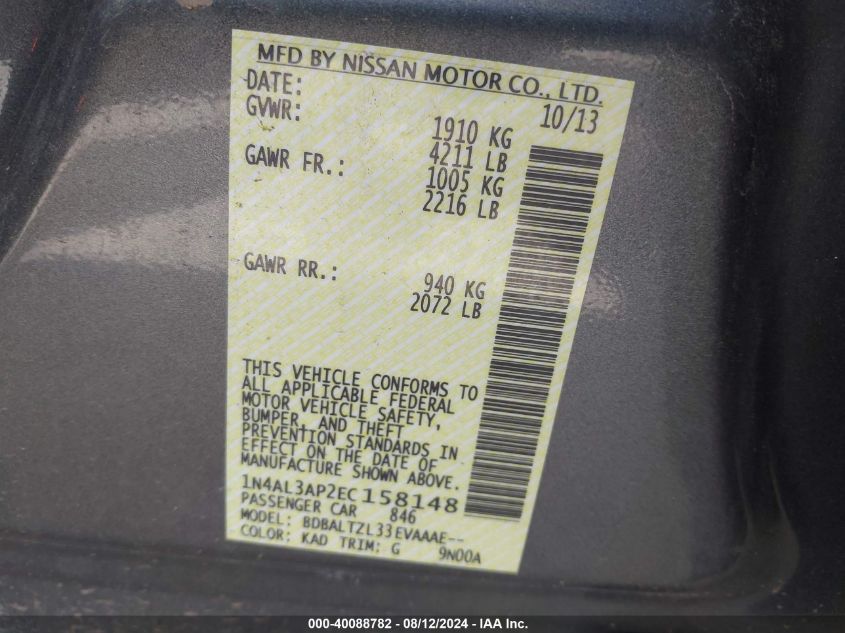 MFD BY NISSAN MOTOR CO., LTD.
DATE: 10/13
GVWR: 1910 KG
4211 LB
GAWR FR.: 1005 KG
2216 LB
GAWR RR.: 940 KG
2072 LB
THIS VEHICLE CONFORMS TO
ALL APPLICABLE FEDERAL
MOTOR VEHICLE SAFETY,
BUMPER, AND THEFT
PREVENTION STANDARDS IN
EFFECT ON THE DATE OF
MANUFACTURE SHOWN ABOVE.
1N4AL3AP2EC158148
PASSENGER CAR 846
MODEL: BDBALTZL33EVAAAE--
COLOR: KAD TRIM: G 9N00A
000-40088782 - 08/12/2024 - IAA Inc.